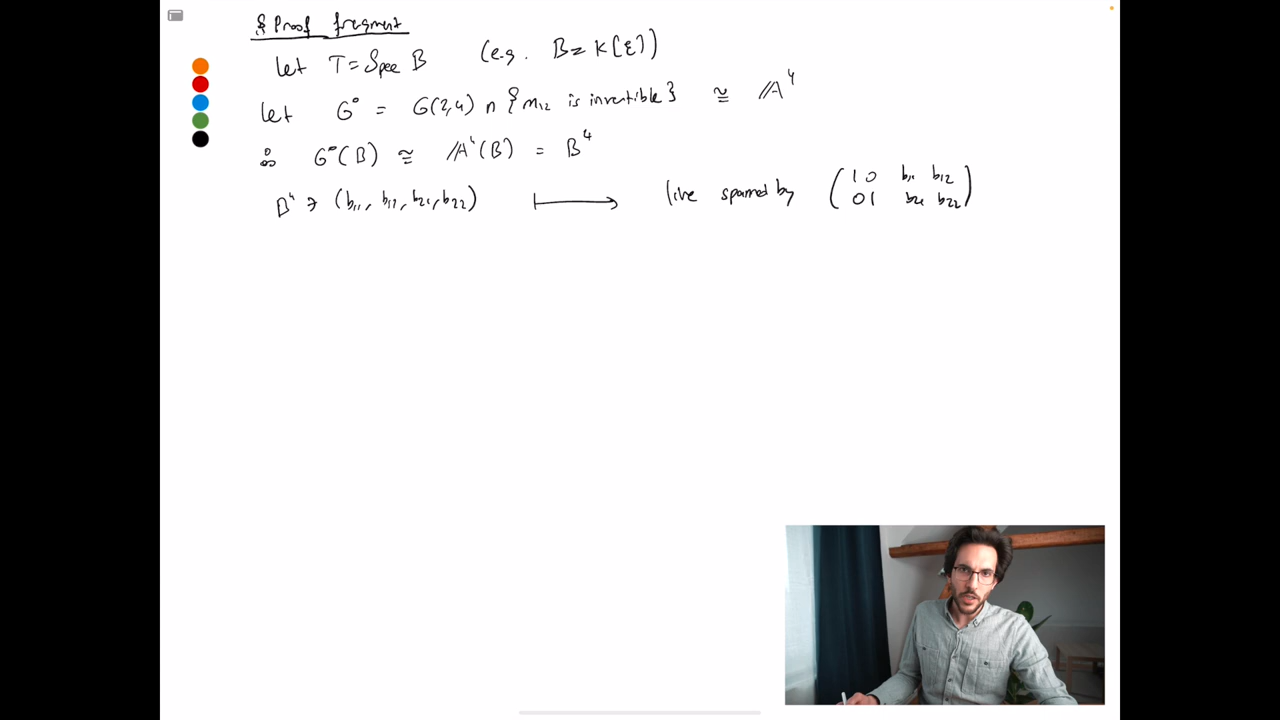 § Proof fragment
let T = Spec B (e.g. B = K[ε])
let G° = G(2,4) ∩ {m₁₂ is invertible} ≅ 𝔸⁴
∴ G°(B) ≅ 𝔸⁴(B) = B⁴
B⁴ ∋ (b₁₁, b₁₂, b₂₁, b₂₂) ⟼ line spanned by (1 0 b₁₁ b₁₂
0 1 b₂₁ b₂₂)